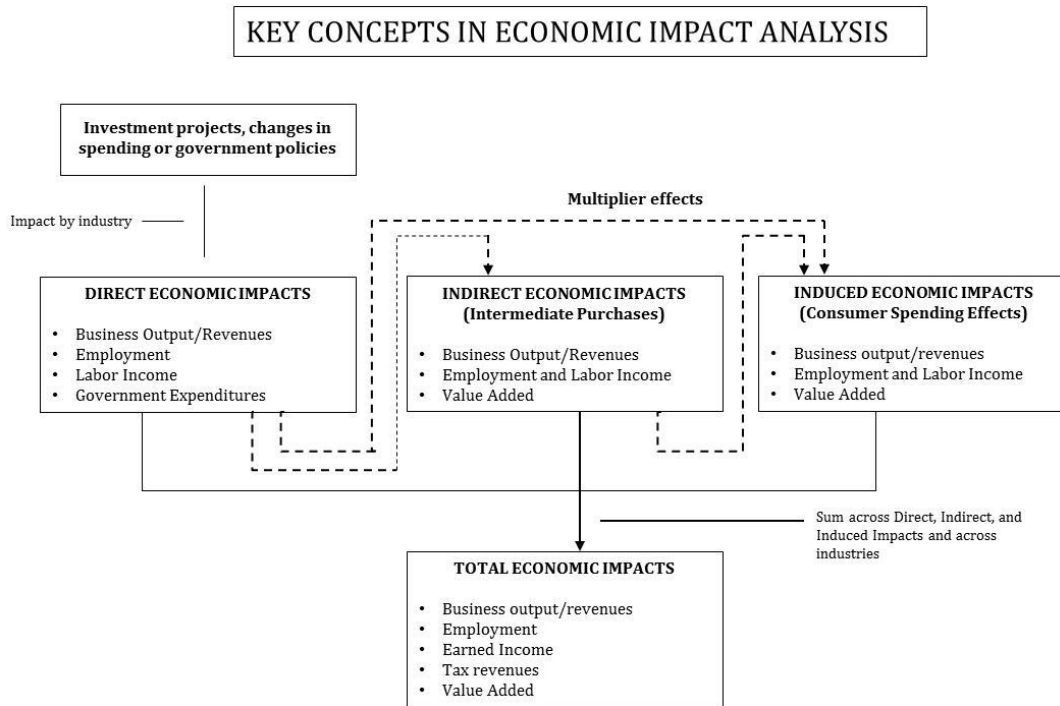 KEY CONCEPTS IN ECONOMIC IMPACT ANALYSIS
Investment projects, changes in
spending or government policies
Impact by industry
Multiplier effects
DIRECT ECONOMIC IMPACTS
• Business Output/Revenues
• Employment
• Labor Income
• Government Expenditures
INDIRECT ECONOMIC IMPACTS
(Intermediate Purchases)
• Business Output/Revenues
• Employment and Labor Income
• Value Added
INDUCED ECONOMIC IMPACTS
(Consumer Spending Effects)
• Business output/revenues
• Employment and Labor Income
• Value Added
Sum across Direct, Indirect, and
Induced Impacts and across
industries
TOTAL ECONOMIC IMPACTS
• Business output/revenues
• Employment
• Earned Income
• Tax revenues
• Value Added